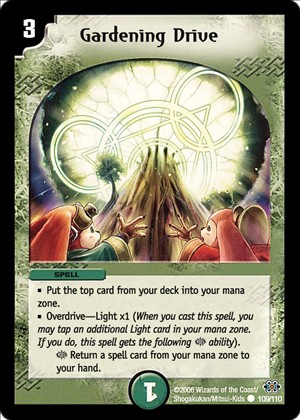 3
Gardening Drive
SPELL
▪ Put the top card from your deck into your mana
zone.
▪ Overdrive—Light x1 (When you cast this spell, you
may tap an additional Light card in your mana zone.
If you do, this spell gets the following ability).
Return a spell card from your mana zone to
your hand.
1
©2006 Wizards of the Coast/
Shogakukan/Mitsui-Kids ● 109/110